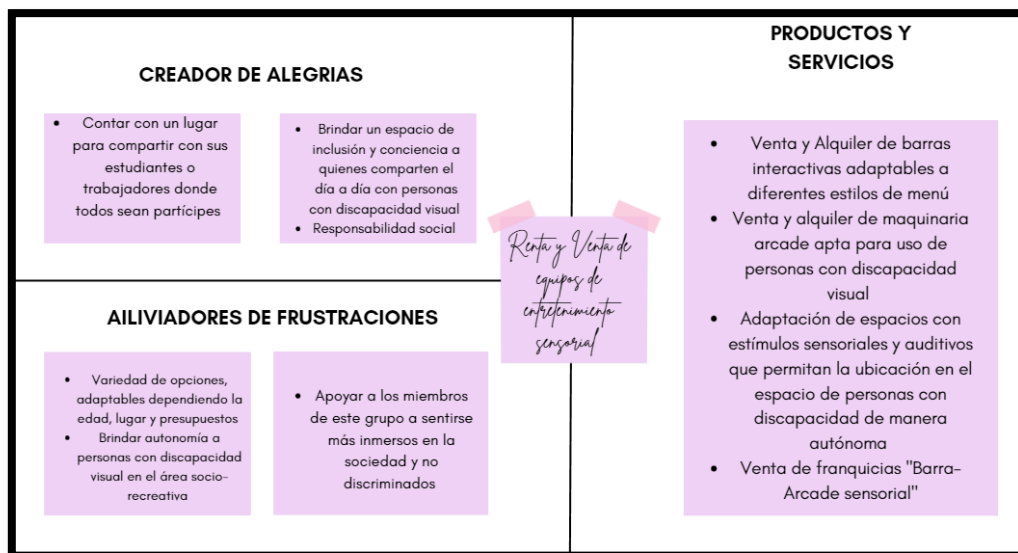 CREADOR DE ALEGRIAS
• Contar con un lugar
para compartir con sus
estudiantes o
trabajadores donde
todos sean partícipes
• Brindar un espacio de
inclusión y conciencia a
quienes comparten el
día a día con personas
con discapacidad visual
• Responsabilidad social
AILIVIADORES DE FRUSTRACIONES
• Variedad de opciones,
adaptables dependiendo la
edad, lugar y presupuestos
• Brindar autonomía a
personas con discapacidad
visual en el área socio-
recreativa
• Apoyar a los miembros
de este grupo a sentirse
más inmersos en la
sociedad y no
discriminados
Renta y Venta de
equipos de
entretenimiento
sensorial
PRODUCTOS Y
SERVICIOS
• Venta y Alquiler de barras
interactivas adaptables a
diferentes estilos de menú
• Venta y alquiler de maquinaria
arcade apta para uso de
personas con discapacidad
visual
• Adaptación de espacios con
estímulos sensoriales y auditivos
que permitan la ubicación en el
espacio de personas con
discapacidad de manera
autónoma
• Venta de franquicias "Barra-
Arcade sensorial"